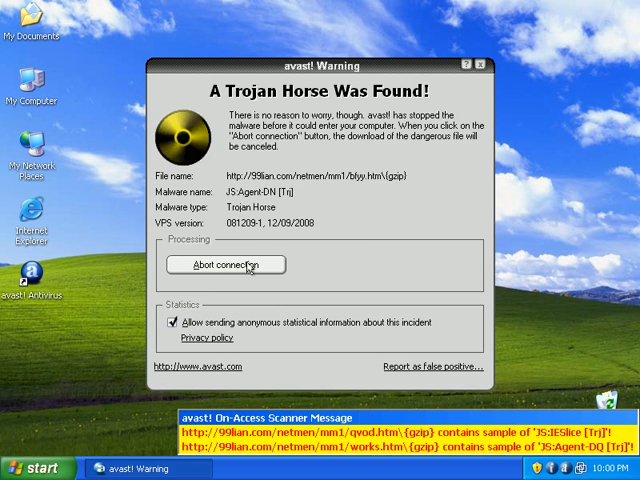 My Documents
My Computer
My Network
Places
Internet
Explorer
avast! Antivirus
avast! Warning
A Trojan Horse Was Found!
There is no reason to worry, though. avast! has stopped the
malware before it could enter your computer. When you click on the
"Abort connection" button, the download of the dangerous file will
be canceled.
File name: http://99lian.com/netmen/mm1/bfyy.htm\{gzip}
Malware name: JS:Agent-DN [Trj]
Malware type: Trojan Horse
VPS version: 081209-1, 12/09/2008
Processing
Abort connection
Statistics
Allow sending anonymous statistical information about this incident
Privacy policy
http://www.avast.com Report as false positive...
avast! On-Access Scanner Message
http://99lian.com/netmen/mm1/qvod.htm\{gzip} contains sample of 'JS:IESlice [Trj]'!
http://99lian.com/netmen/mm1/works.htm\{gzip} contains sample of 'JS:Agent-DQ [Trj]'!
start avast! Warning 10:00 PM